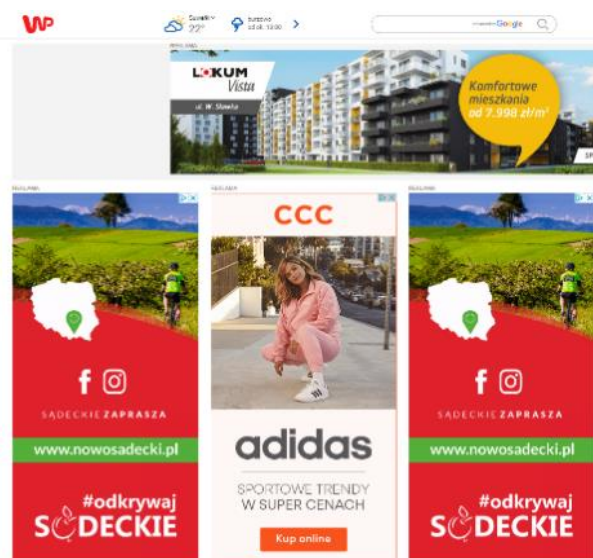 WP
22°
Google
REKLAMA
LOKUM
Vista
ul. W. Sławka
Komfortowe
mieszkania
od 7.998 zł/m²
REKLAMA
SĄDECKIE ZAPRASZA
www.nowosadecki.pl
#odkrywaj
SĄDECKIE
REKLAMA
CCC
adidas
SPORTOWE TRENDY
W SUPER CENACH
Kup online
SĄDECKIE ZAPRASZA
www.nowosadecki.pl
#odkrywaj
SĄDECKIE